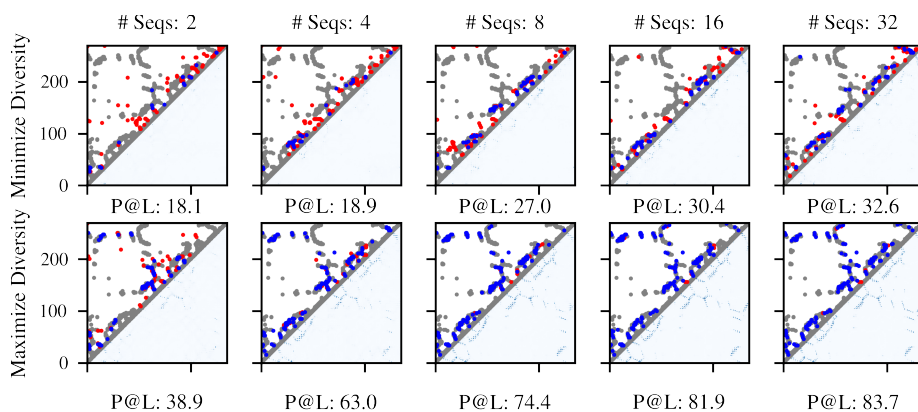 # Seqs: 2 # Seqs: 4 # Seqs: 8 # Seqs: 16 # Seqs: 32
Minimize Diversity
200
100
0
P@L: 18.1 P@L: 18.9 P@L: 27.0 P@L: 30.4 P@L: 32.6
Maximize Diversity
200
100
0
P@L: 38.9 P@L: 63.0 P@L: 74.4 P@L: 81.9 P@L: 83.7